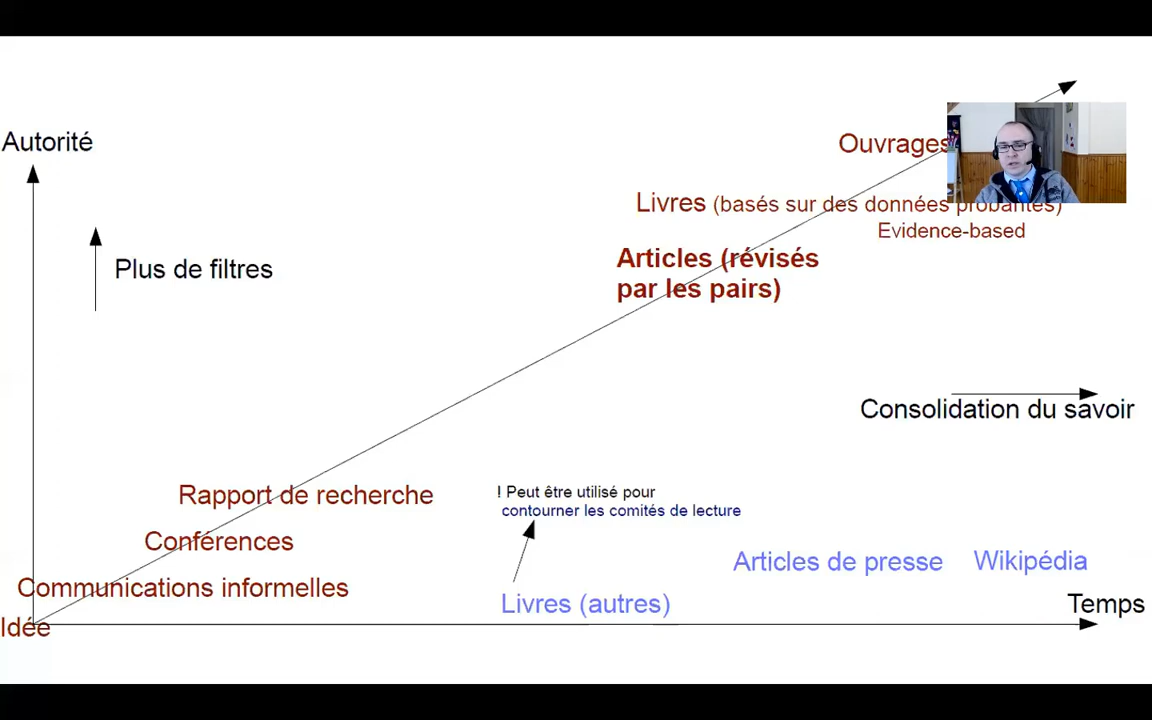 Autorité
Ouvrages
Livres (basés sur des données probantes)
Evidence-based
Articles (révisés
par les pairs)
Plus de filtres
Consolidation du savoir
Rapport de recherche
! Peut être utilisé pour
contourner les comités de lecture
Conférences
Articles de presse
Wikipédia
Communications informelles
Livres (autres)
Temps
Idée